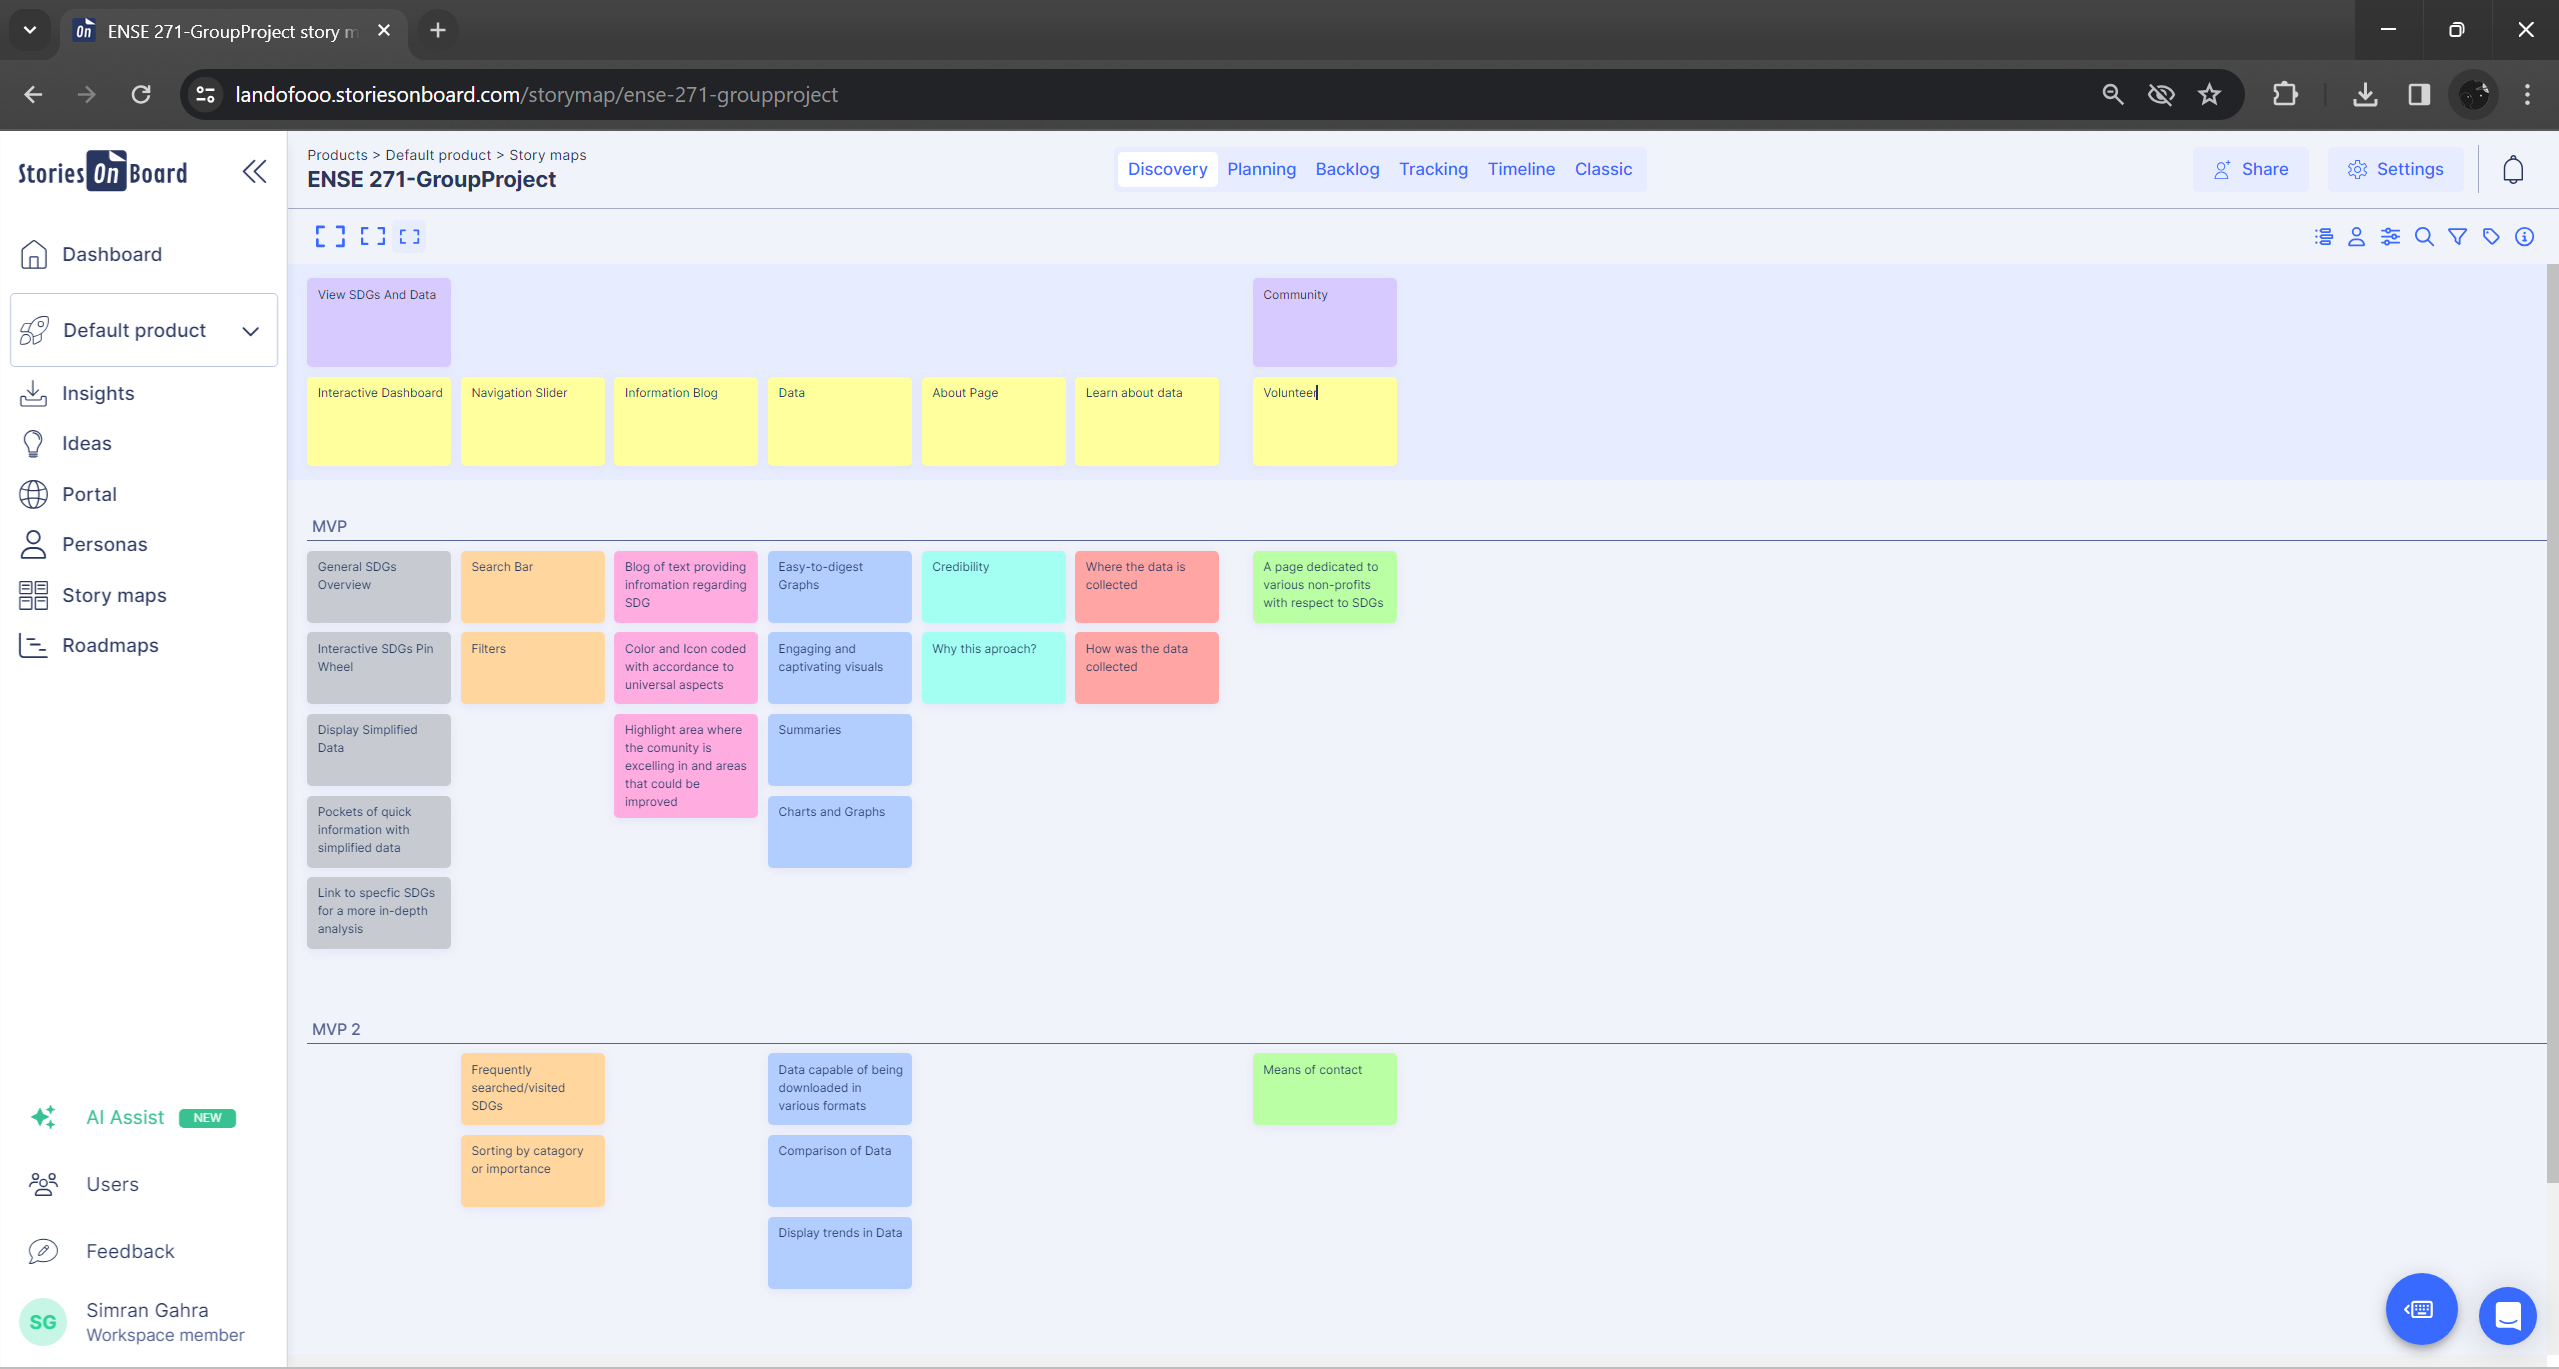 ENSE 271-GroupProject story m
landofooo.storiesonboard.com/storymap/ense-271-groupproject
Stories On Board
Dashboard
Default product
Insights
Ideas
Portal
Personas
Story maps
Roadmaps
AI Assist NEW
Users
Feedback
SG
Simran Gahra
Workspace member
Products > Default product > Story maps
ENSE 271-GroupProject
Discovery Planning Backlog Tracking Timeline Classic
Share
Settings
View SDGs And Data
Community
Interactive Dashboard
Navigation Slider
Information Blog
Data
About Page
Learn about data
Volunteer
MVP
General SDGs
Overview
Interactive SDGs Pin
Wheel
Display Simplified
Data
Pockets of quick
information with
simplified data
Link to specfic SDGs
for a more in-depth
analysis
Search Bar
Filters
Blog of text providing
infromation regarding
SDG
Color and Icon coded
with accordance to
universal aspects
Highlight area where
the comunity is
excelling in and areas
that could be
improved
Easy-to-digest
Graphs
Engaging and
captivating visuals
Summaries
Charts and Graphs
Credibility
Why this aproach?
Where the data is
collected
How was the data
collected
A page dedicated to
various non-profits
with respect to SDGs
MVP 2
Frequently
searched/visited
SDGs
Sorting by catagory
or importance
Data capable of being
downloaded in
various formats
Comparison of Data
Display trends in Data
Means of contact